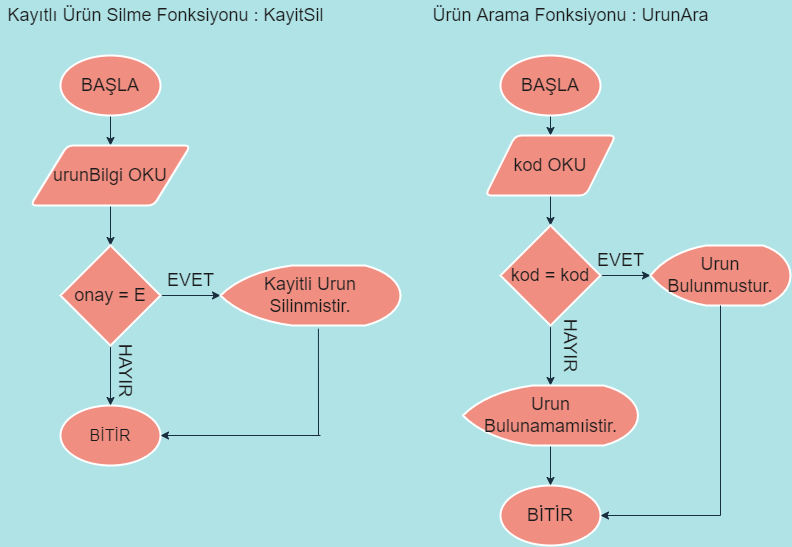 Kayıtlı Ürün Silme Fonksiyonu : KayitSil
BAŞLA
urunBilgi OKU
onay = E
EVET
Kayitli Urun
Silinmistir.
HAYIR
BİTİR
Ürün Arama Fonksiyonu : UrunAra
BAŞLA
kod OKU
kod = kod
EVET
Urun
Bulunmustur.
HAYIR
Urun
Bulunamamıistir.
BİTİR